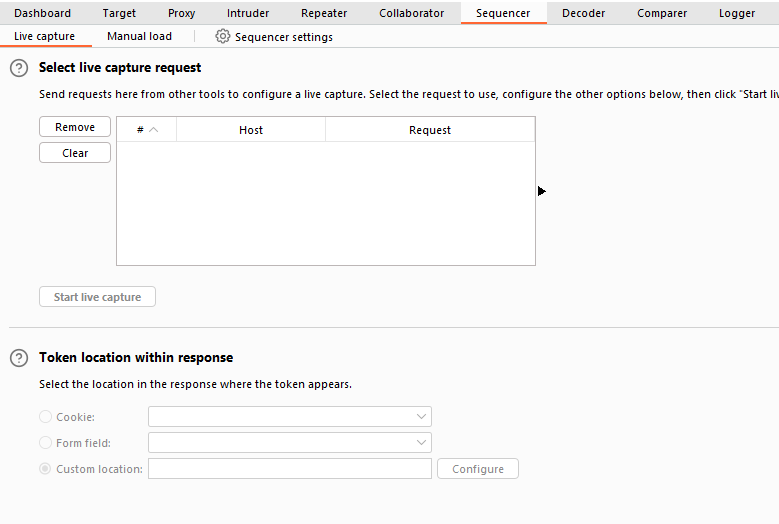 Dashboard Target Proxy Intruder Repeater Collaborator Sequencer Decoder Comparer Logger
Live capture Manual load Sequencer settings
? Select live capture request
Send requests here from other tools to configure a live capture. Select the request to use, configure the other options below, then click "Start li
Remove
Clear
# Host Request
Start live capture
? Token location within response
Select the location in the response where the token appears.
Cookie:
Form field:
Custom location: Configure